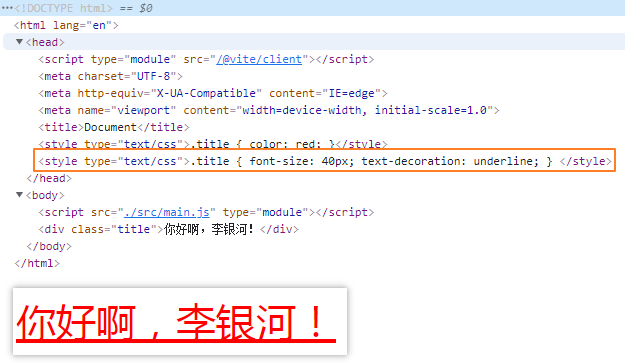 ···<!DOCTYPE html> == $0
<html lang="en">
▼<head>
<script type="module" src="/@vite/client"></script>
<meta charset="UTF-8">
<meta http-equiv="X-UA-Compatible" content="IE=edge">
<meta name="viewport" content="width=device-width, initial-scale=1.0">
<title>Document</title>
<style type="text/css">.title { color: red; }</style>
<style type="text/css">.title { font-size: 40px; text-decoration: underline; } </style>
</head>
▼<body>
<script src="./src/main.js" type="module"></script>
<div class="title">你好啊，李银河！</div>
</body>
</html>
你好啊，李银河！